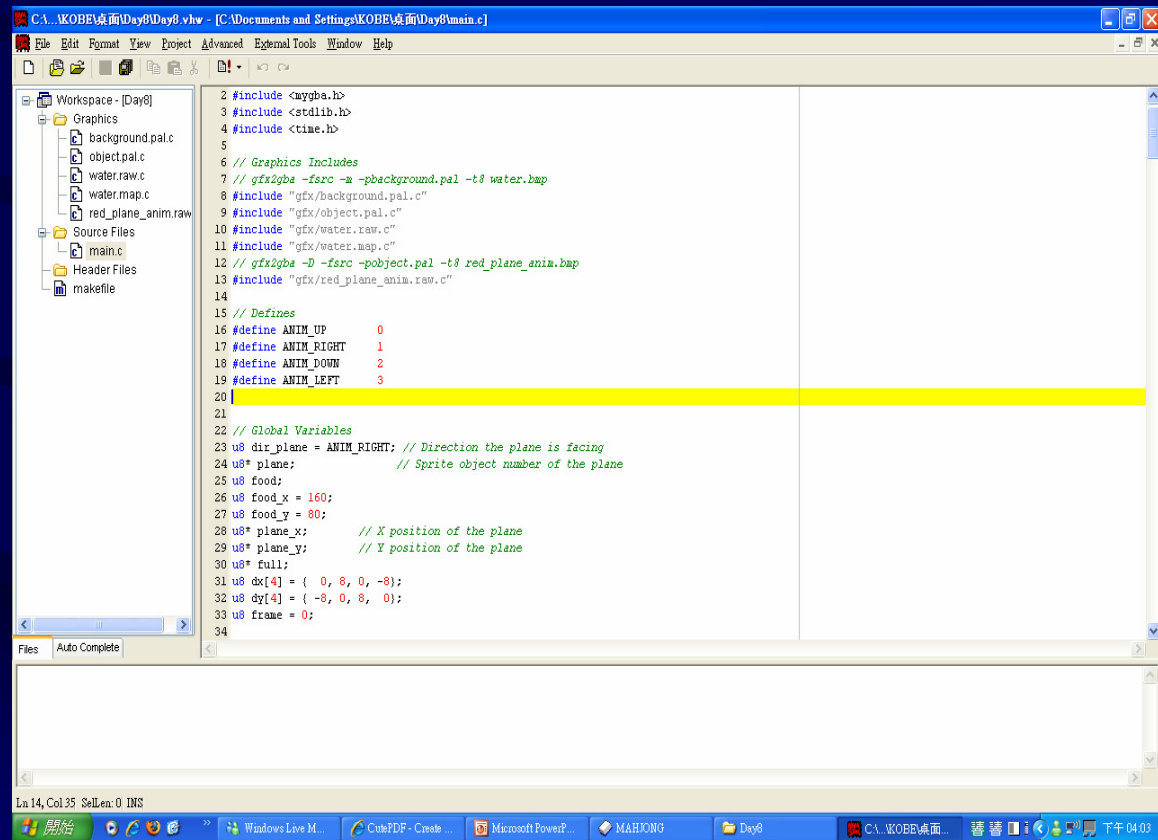 C:\...\KOBE\桌面\Day8\Day8.vhw - [C:\Documents and Settings\KOBE\桌面\Day8\main.c]
File Edit Format View Project Advanced External Tools Window Help
Workspace - [Day8]
Graphics
background.pal.c
object.pal.c
water.raw.c
water.map.c
red_plane_anim.raw
Source Files
main.c
Header Files
makefile
Files Auto Complete
2 #include <mygba.h>
3 #include <stdlib.h>
4 #include <time.h>
5
6 // Graphics Includes
7 // gfx2gba -fsrc -m -pbackground.pal -t8 water.bmp
8 #include "gfx/background.pal.c"
9 #include "gfx/object.pal.c"
10 #include "gfx/water.raw.c"
11 #include "gfx/water.map.c"
12 // gfx2gba -D -fsrc -pobject.pal -t8 red_plane_anim.bmp
13 #include "gfx/red_plane_anim.raw.c"
14
15 // Defines
16 #define ANIM_UP 0
17 #define ANIM_RIGHT 1
18 #define ANIM_DOWN 2
19 #define ANIM_LEFT 3
20
21
22 // Global Variables
23 u8 dir_plane = ANIM_RIGHT; // Direction the plane is facing
24 u8* plane; // Sprite object number of the plane
25 u8 food;
26 u8 food_x = 160;
27 u8 food_y = 80;
28 u8* plane_x; // X position of the plane
29 u8* plane_y; // Y position of the plane
30 u8* full;
31 u8 dx[4] = { 0, 8, 0, -8};
32 u8 dy[4] = { -8, 0, 8, 0};
33 u8 frame = 0;
34
Ln 14, Col 35 SelLen: 0 INS
開始 Windows Live M... CutePDF - Create ... Microsoft PowerP... MAHJONG Day8 C:\...\KOBE\桌面... 下午 04:03